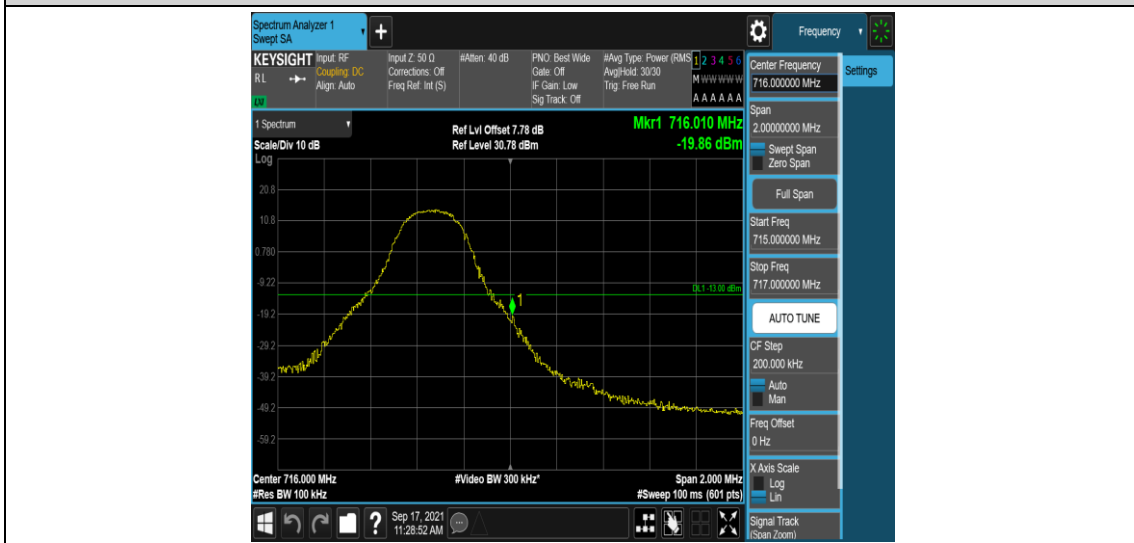 Spectrum Analyzer 1
Swept SA
Frequency
KEYSIGHT
RL
Input: RF
Coupling: DC
Align: Auto
Input Z: 50 Ω
Corrections: Off
Freq Ref: Int (S)
#Atten: 40 dB
PNO: Best Wide
Gate: Off
IF Gain: Low
Sig Track: Off
#Avg Type: Power (RMS
Avg|Hold: 30/30
Trig: Free Run
1 2 3 4 5 6
M W W W W W
A A A A A A
Center Frequency
716.000000 MHz
Settings
Span
2.00000000 MHz
Swept Span
Zero Span
Full Span
Start Freq
715.000000 MHz
Stop Freq
717.000000 MHz
AUTO TUNE
CF Step
200.000 kHz
Auto
Man
Freq Offset
0 Hz
X Axis Scale
Log
Lin
Signal Track
(Span Zoom)
1 Spectrum
Scale/Div 10 dB
Ref Lvl Offset 7.78 dB
Ref Level 30.78 dBm
Mkr1 716.010 MHz
-19.86 dBm
Log
20.8
10.8
0.780
-9.22
DL1 -13.00 dBm
1
-19.2
-29.2
-39.2
-49.2
-59.2
Center 716.000 MHz
#Video BW 300 kHz*
Span 2.000 MHz
#Res BW 100 kHz
#Sweep 100 ms (601 pts)
?
Sep 17, 2021
11:28:52 AM